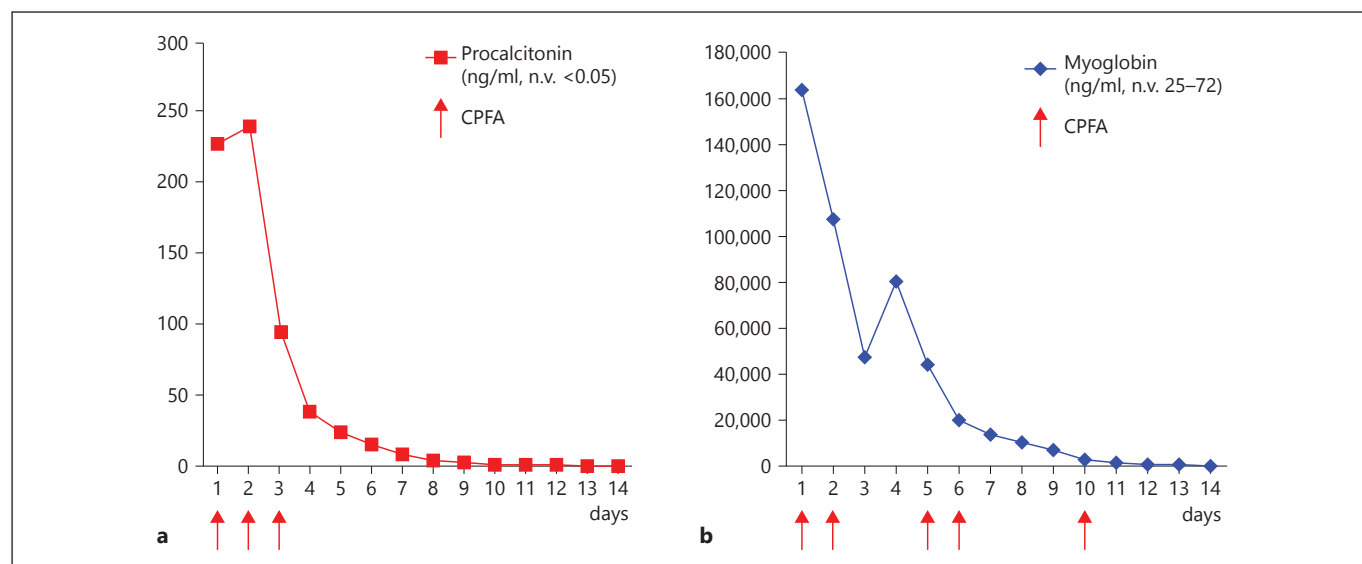 300
250
200
150
100
50
0
Procalcitonin
(ng/ml, n.v. <0.05)
CPFA
1 2 3 4 5 6 7 8 9 10 11 12 13 14
days
a
180,000
160,000
140,000
120,000
100,000
80,000
60,000
40,000
20,000
0
Myoglobin
(ng/ml, n.v. 25–72)
CPFA
1 2 3 4 5 6 7 8 9 10 11 12 13 14
days
b